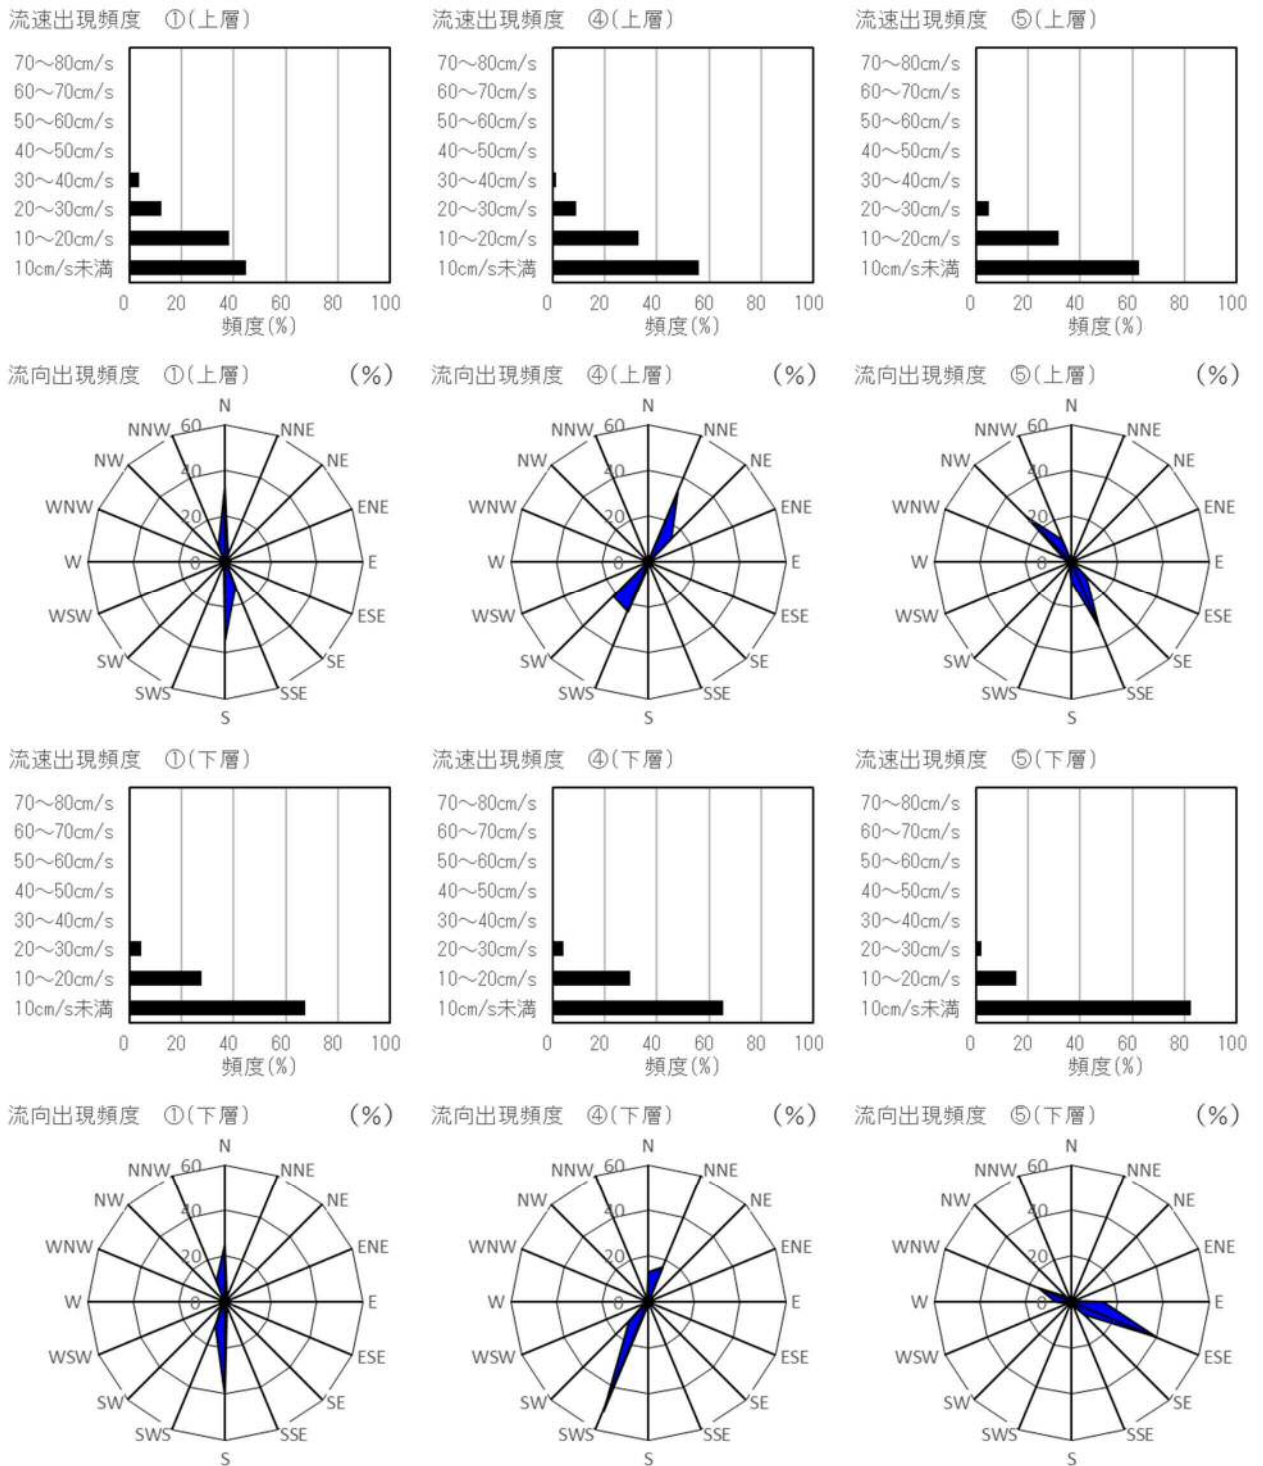 流速出現頻度 ①(上層)
70～80cm/s
60～70cm/s
50～60cm/s
40～50cm/s
30～40cm/s
20～30cm/s
10～20cm/s
10cm/s未満
0 20 40 60 80 100
頻度(%)
流速出現頻度 ④(上層)
70～80cm/s
60～70cm/s
50～60cm/s
40～50cm/s
30～40cm/s
20～30cm/s
10～20cm/s
10cm/s未満
0 20 40 60 80 100
頻度(%)
流速出現頻度 ⑤(上層)
70～80cm/s
60～70cm/s
50～60cm/s
40～50cm/s
30～40cm/s
20～30cm/s
10～20cm/s
10cm/s未満
0 20 40 60 80 100
頻度(%)
流向出現頻度 ①(上層) (%)
N
NNW 60 NNE
NW 40 NE
WNW 20 ENE
W 0 E
WSW ESE
SW SE
SWS SSE
S
流向出現頻度 ④(上層) (%)
N
NNW 60 NNE
NW 40 NE
WNW 20 ENE
W 0 E
WSW ESE
SW SE
SWS SSE
S
流向出現頻度 ⑤(上層) (%)
N
NNW 60 NNE
NW 40 NE
WNW 20 ENE
W 0 E
WSW ESE
SW SE
SWS SSE
S
流速出現頻度 ①(下層)
70～80cm/s
60～70cm/s
50～60cm/s
40～50cm/s
30～40cm/s
20～30cm/s
10～20cm/s
10cm/s未満
0 20 40 60 80 100
頻度(%)
流速出現頻度 ④(下層)
70～80cm/s
60～70cm/s
50～60cm/s
40～50cm/s
30～40cm/s
20～30cm/s
10～20cm/s
10cm/s未満
0 20 40 60 80 100
頻度(%)
流速出現頻度 ⑤(下層)
70～80cm/s
60～70cm/s
50～60cm/s
40～50cm/s
30～40cm/s
20～30cm/s
10～20cm/s
10cm/s未満
0 20 40 60 80 100
頻度(%)
流向出現頻度 ①(下層) (%)
N
NNW 60 NNE
NW 40 NE
WNW 20 ENE
W 0 E
WSW ESE
SW SE
SWS SSE
S
流向出現頻度 ④(下層) (%)
N
NNW 60 NNE
NW 40 NE
WNW 20 ENE
W 0 E
WSW ESE
SW SE
SWS SSE
S
流向出現頻度 ⑤(下層) (%)
N
NNW 60 NNE
NW 40 NE
WNW 20 ENE
W 0 E
WSW ESE
SW SE
SWS SSE
S